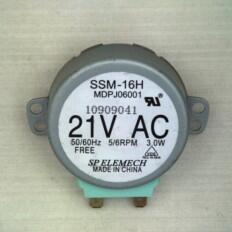 SSM-16H
MDPJ06001
10909041
21V AC
50/60Hz 5/6RPM 3.0W
FREE
SP ELEMECH
MADE IN CHINA